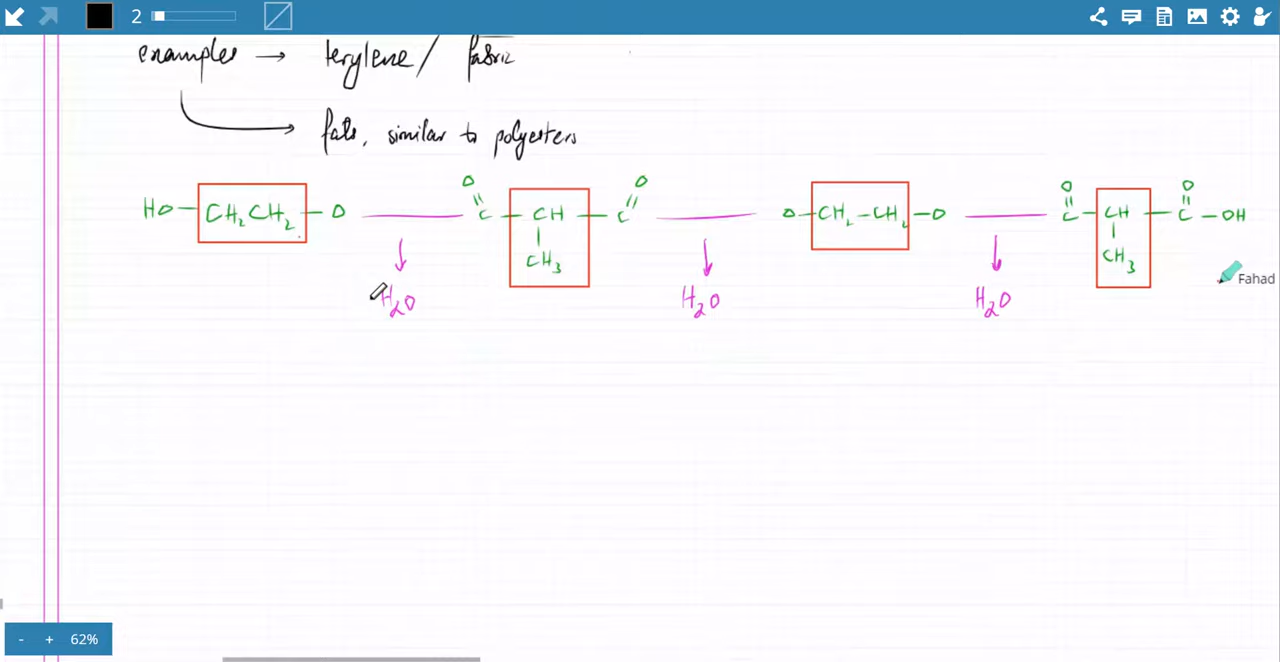 2
examples → terylene / fabric
fats, similar to polyesters
O O O O
HO–CH2CH2–O C–CH–C O–CH2–CH2–O C–CH–C–OH
CH3 CH3
Fahad
H2O H2O H2O
- + 62%